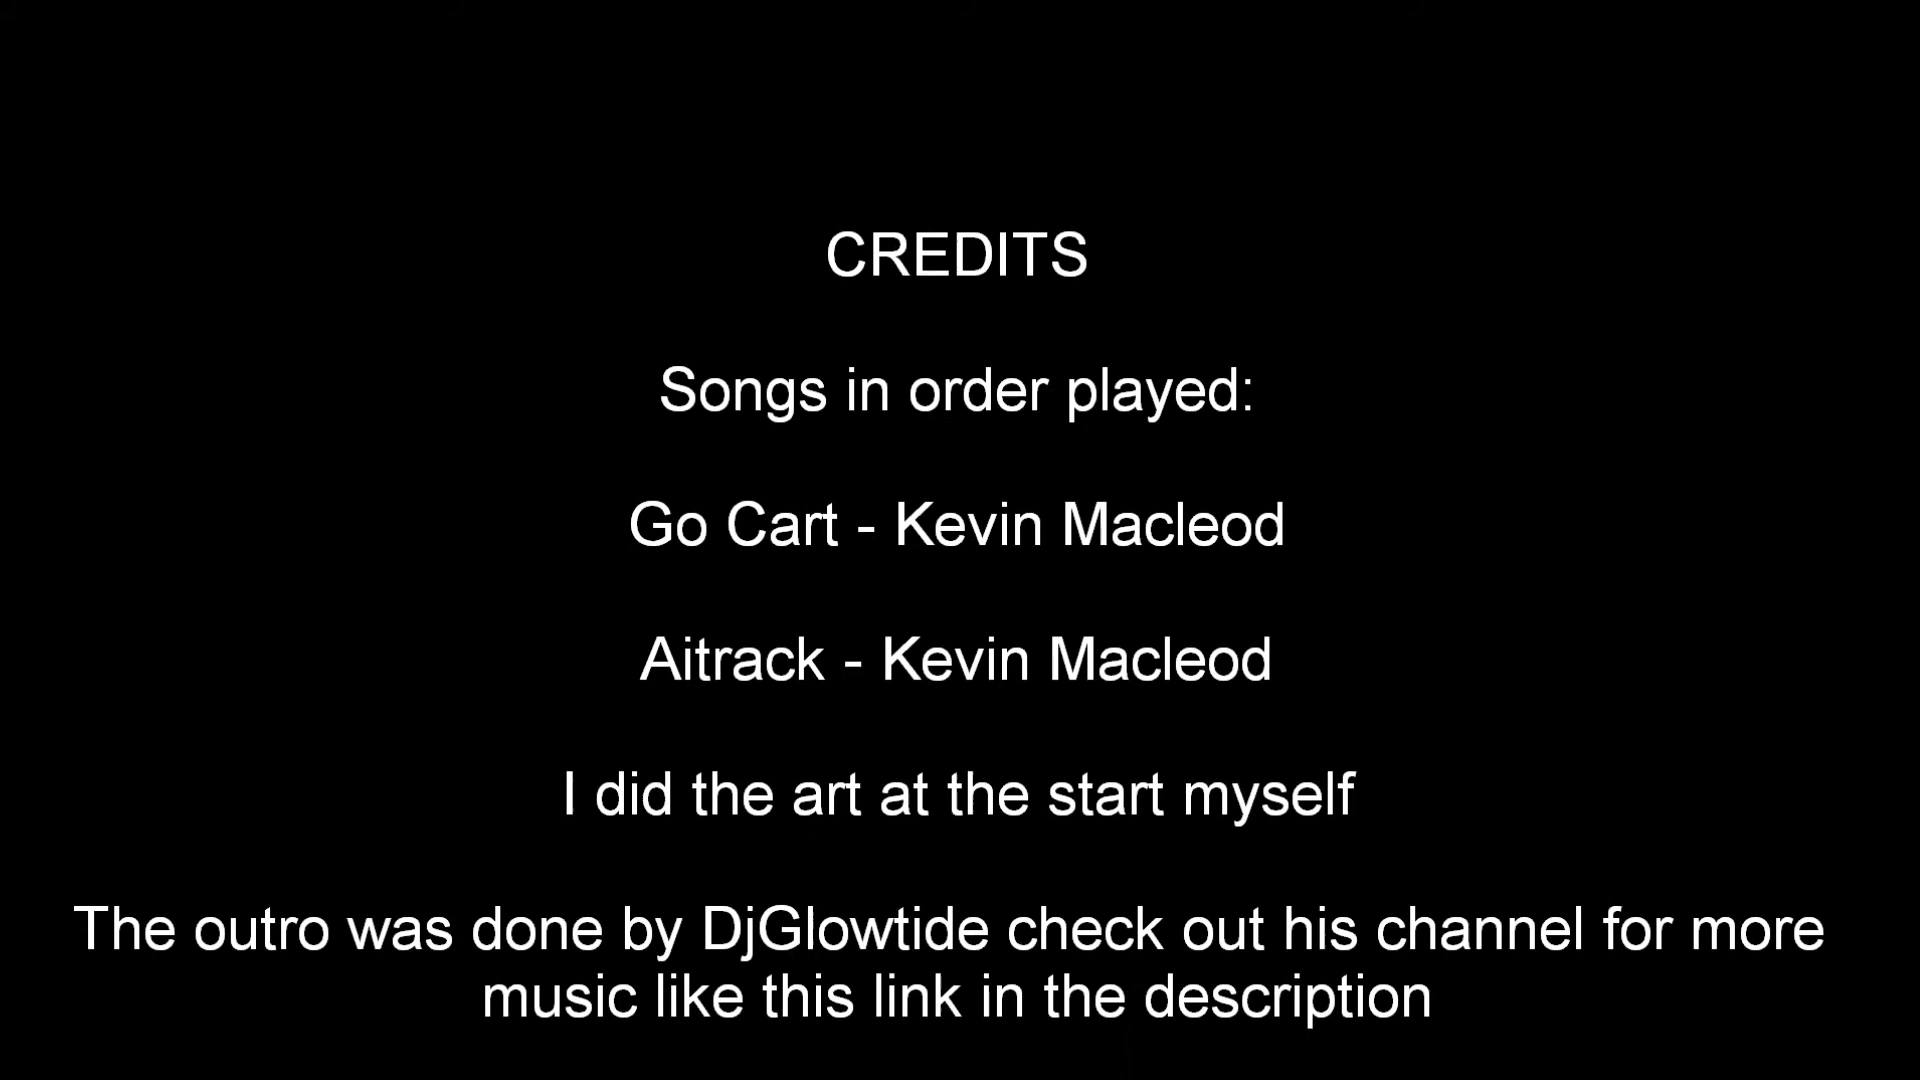 CREDITS
Songs in order played:
Go Cart - Kevin Macleod
Aitrack - Kevin Macleod
I did the art at the start myself
The outro was done by DjGlowtide check out his channel for more
music like this link in the description